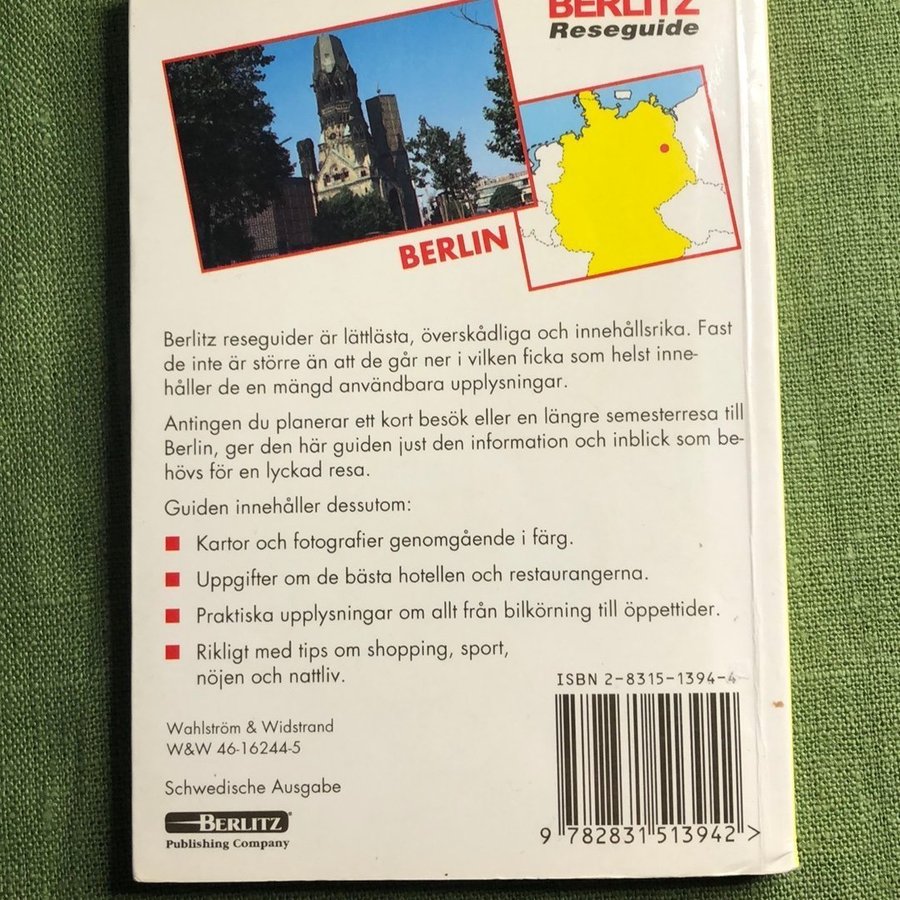 BERLITZ
Reseguide
BERLIN
Berlitz reseguider är lättlästa, överskådliga och innehållsrika. Fast
de inte är större än att de går ner i vilken ficka som helst inne-
håller de en mängd användbara upplysningar.
Antingen du planerar ett kort besök eller en längre semesterresa till
Berlin, ger den här guiden just den information och inblick som be-
hövs för en lyckad resa.
Guiden innehåller dessutom:
Kartor och fotografier genomgående i färg.
Uppgifter om de bästa hotellen och restaurangerna.
Praktiska upplysningar om allt från bilkörning till öppettider.
Rikligt med tips om shopping, sport,
nöjen och nattliv.
ISBN 2-8315-1394-4
Wahlström & Widstrand
W&W 46-16244-5
Schwedische Ausgabe
BERLITZ®
Publishing Company
9 782831 513942 >